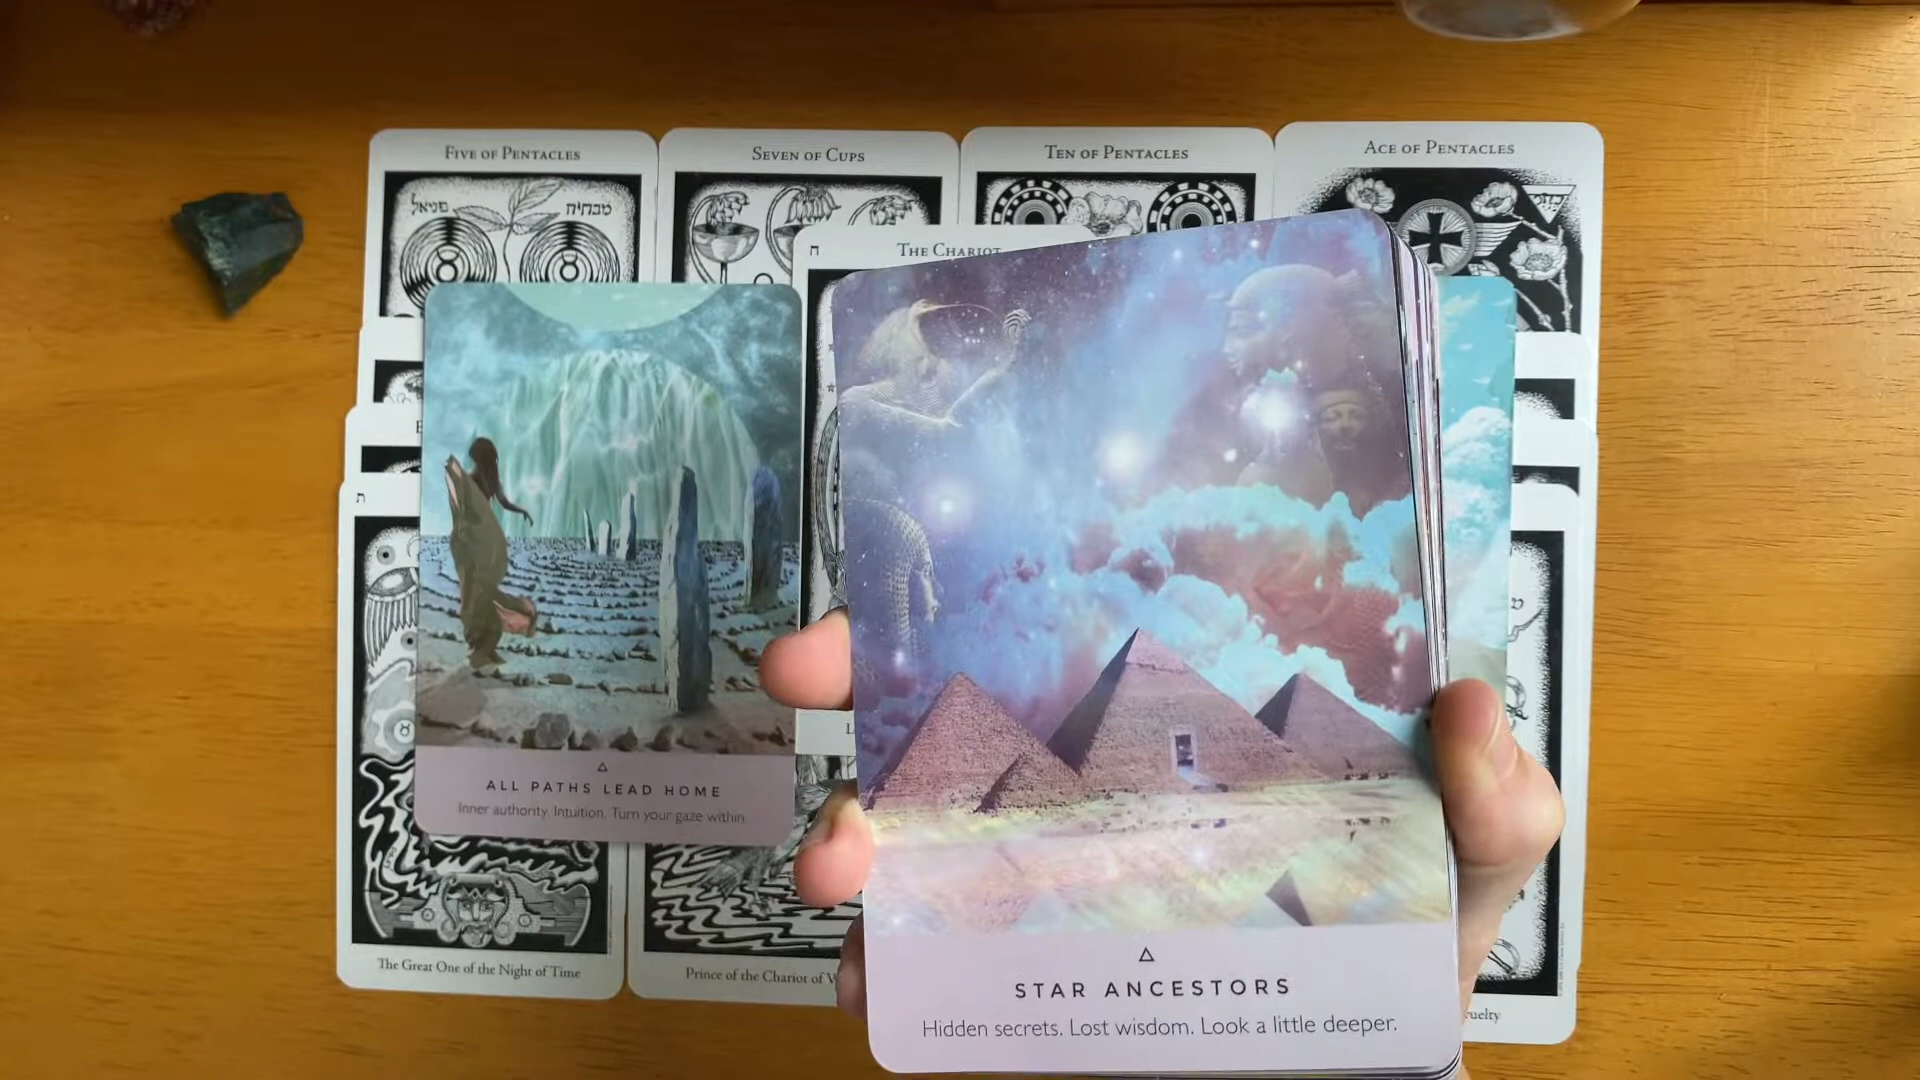 FIVE OF PENTACLES
SEVEN OF CUPS
TEN OF PENTACLES
ACE OF PENTACLES
מבהיה
THE CHARIOT
ח
ת
ALL PATHS LEAD HOME
Inner authority. Intuition. Turn your gaze within.
The Great One of the Night of Time
Prince of the Chariot of
STAR ANCESTORS
Hidden secrets. Lost wisdom. Look a little deeper.